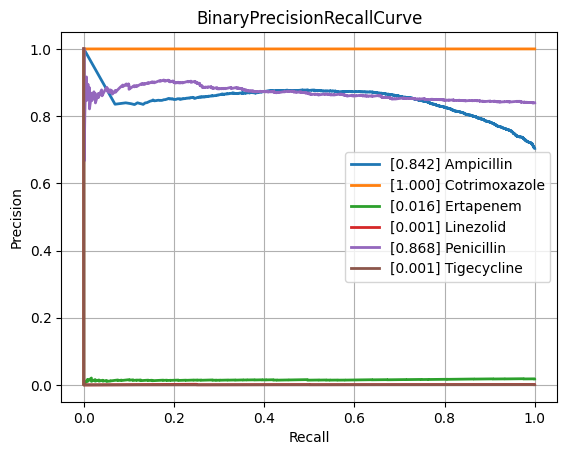 BinaryPrecisionRecallCurve
1.0
0.8
0.6
0.4
0.2
0.0
Precision
[0.842] Ampicillin
[1.000] Cotrimoxazole
[0.016] Ertapenem
[0.001] Linezolid
[0.868] Penicillin
[0.001] Tigecycline
0.0 0.2 0.4 0.6 0.8 1.0
Recall